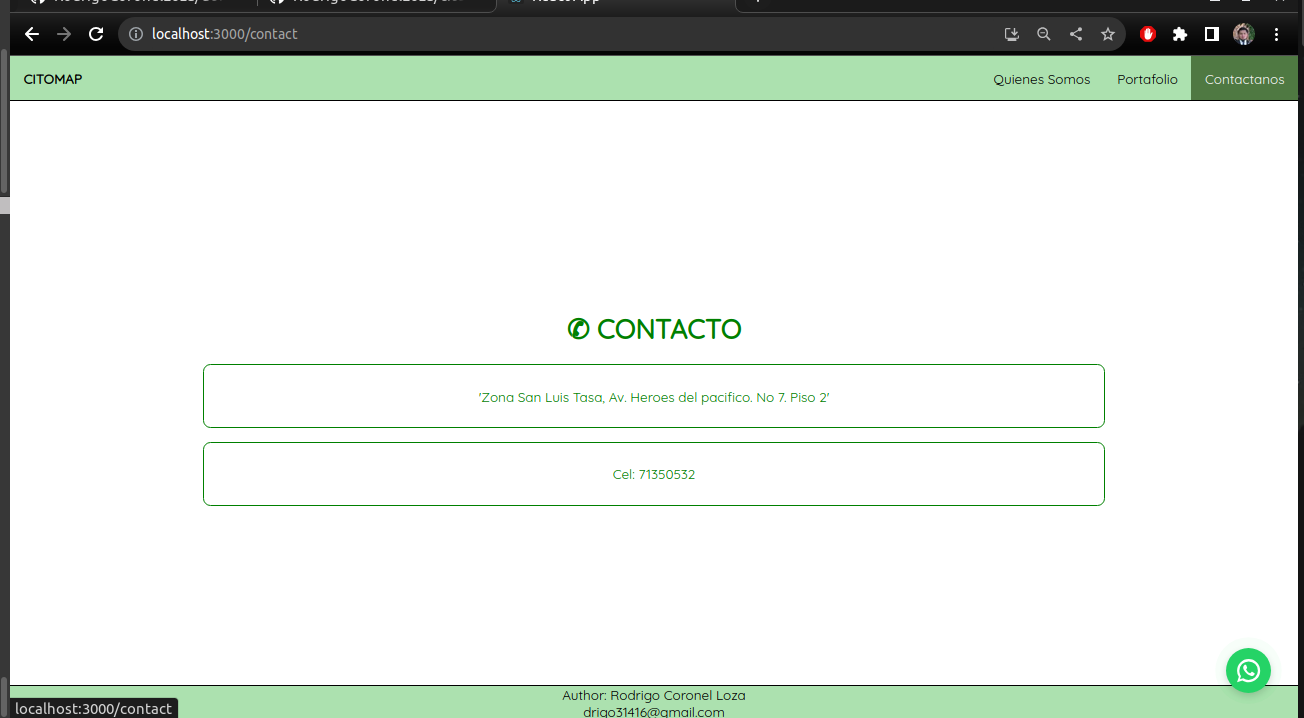 localhost:3000/contact
CITOMAP
Quienes Somos
Portafolio
Contactanos
✆ CONTACTO
'Zona San Luis Tasa, Av. Heroes del pacifico. No 7. Piso 2'
Cel: 71350532
Author: Rodrigo Coronel Loza
drigo31416@gmail.com
localhost:3000/contact